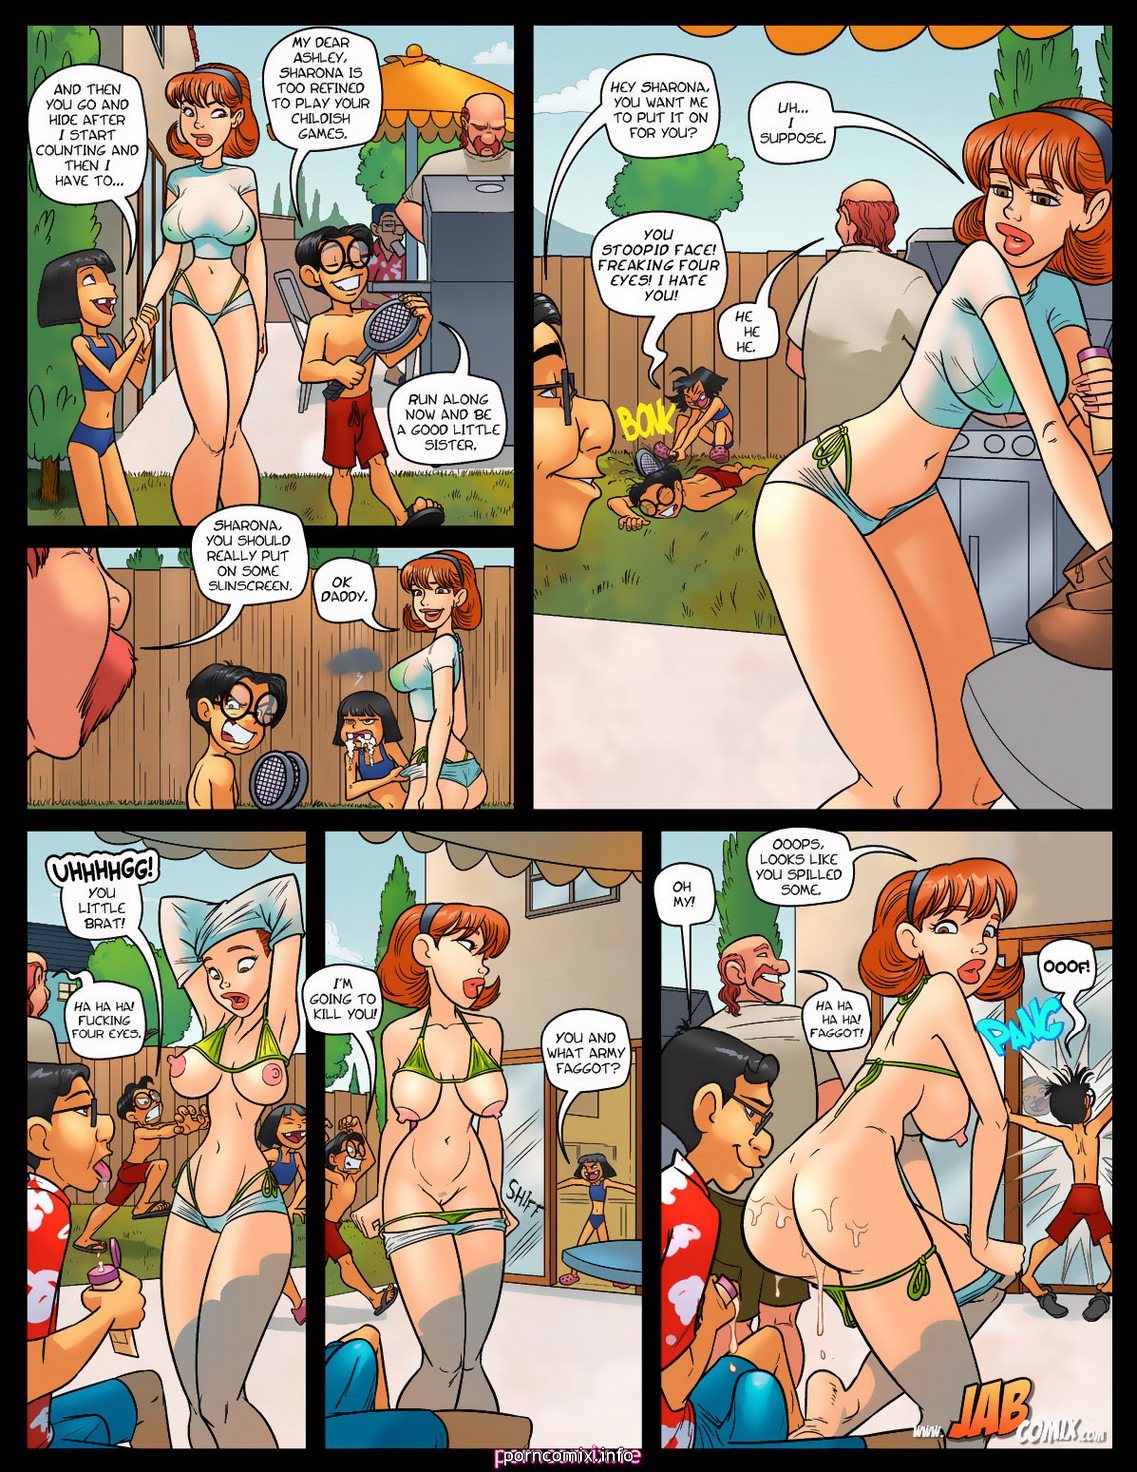 AND THEN
YOU GO AND
HIDE AFTER
I START
COUNTING AND
THEN I
HAVE TO...
MY DEAR
ASHLEY,
SHARONA IS
TOO REFINED
TO PLAY YOUR
CHILDISH
GAMES.
RUN ALONG
NOW AND BE
A GOOD LITTLE
SISTER.
HEY SHARONA,
YOU WANT ME
TO PUT IT ON
FOR YOU?
UH...
I
SUPPOSE.
YOU
STOOPID FACE!
FREAKING FOUR
EYES! I HATE
YOU!
HE
HE
HE.
BONK
SHARONA,
YOU SHOULD
REALLY PUT
ON SOME
SUNSCREEN.
OK
DADDY.
UHHHHGG!
YOU
LITTLE
BRAT!
HA HA HA!
FUCKING
FOUR EYES.
I'M
GOING TO
KILL YOU!
YOU AND
WHAT ARMY
FAGGOT?
SHIFF
OH
MY!
OOOPS,
LOOKS LIKE
YOU SPILLED
SOME.
HA HA
HA HA!
FAGGOT!
OOOF!
PANG
www.JABCOMIX.com
porncomix.info